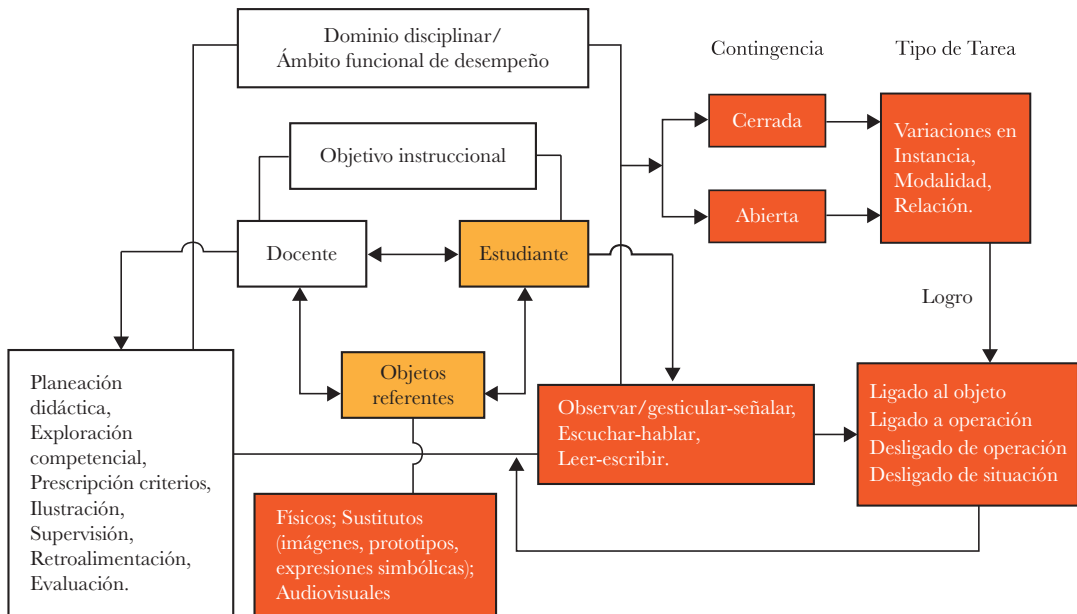 Dominio disciplinar/
Ámbito funcional de desempeño
Contingencia
Tipo de Tarea
Objetivo instruccional
Cerrada
Abierta
Variaciones en
Instancia,
Modalidad,
Relación.
Docente
Estudiante
Logro
Objetos
referentes
Planeación
didáctica,
Exploración
competencial,
Prescripción criterios,
Ilustración,
Supervisión,
Retroalimentación,
Evaluación.
Observar/gesticular-señalar,
Escuchar-hablar,
Leer-escribir.
Ligado al objeto
Ligado a operación
Desligado de operación
Desligado de situación
Físicos; Sustitutos
(imágenes, prototipos,
expresiones simbólicas);
Audiovisuales